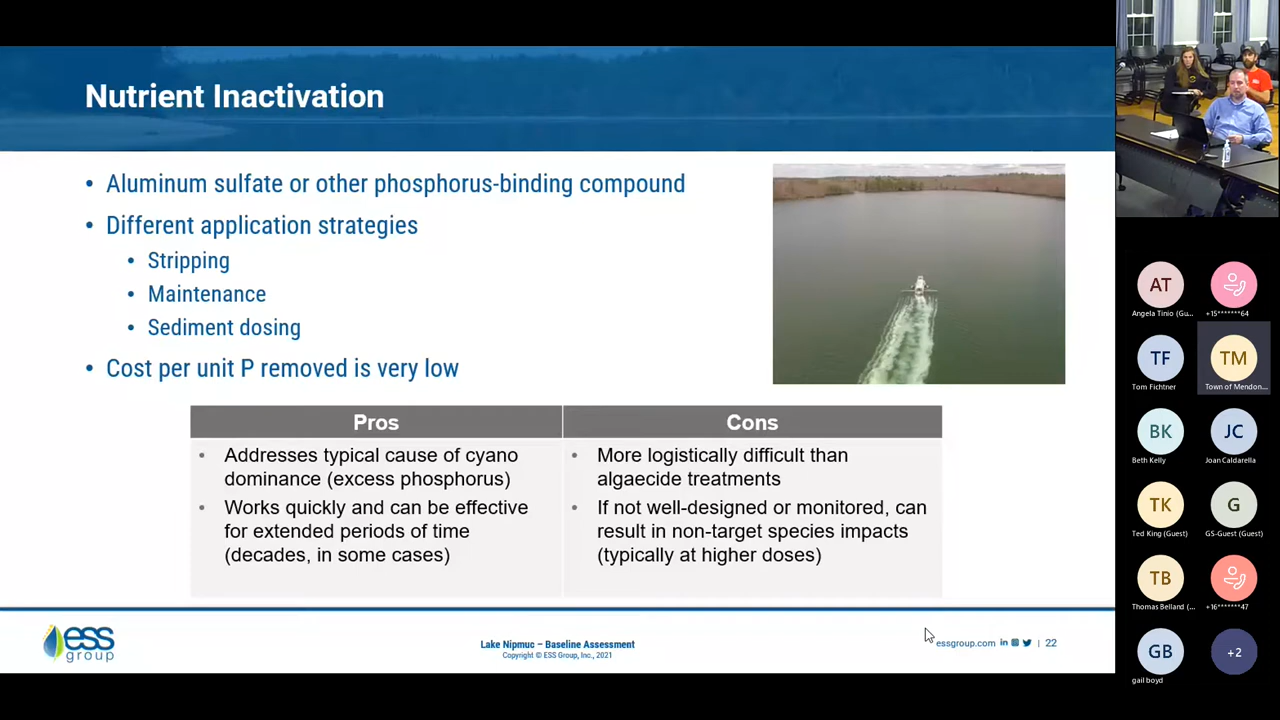 Nutrient Inactivation
• Aluminum sulfate or other phosphorus-binding compound
• Different application strategies
• Stripping
• Maintenance
• Sediment dosing
• Cost per unit P removed is very low
Pros
• Addresses typical cause of cyano
dominance (excess phosphorus)
• Works quickly and can be effective
for extended periods of time
(decades, in some cases)
Cons
• More logistically difficult than
algaecide treatments
• If not well-designed or monitored, can
result in non-target species impacts
(typically at higher doses)
ess
group
Lake Nipmuc – Baseline Assessment
Copyright © ESS Group, Inc., 2021
essgroup.com in | 22
AT
Angela Tinio (Gu...
+15*******64
TF
Tom Fichtner
TM
Town of Mendon...
BK
Beth Kelly
JC
Joan Caldarella
TK
Ted King (Guest)
G
GS-Guest (Guest)
TB
Thomas Belland (...
+16*******47
GB
gail boyd
+2